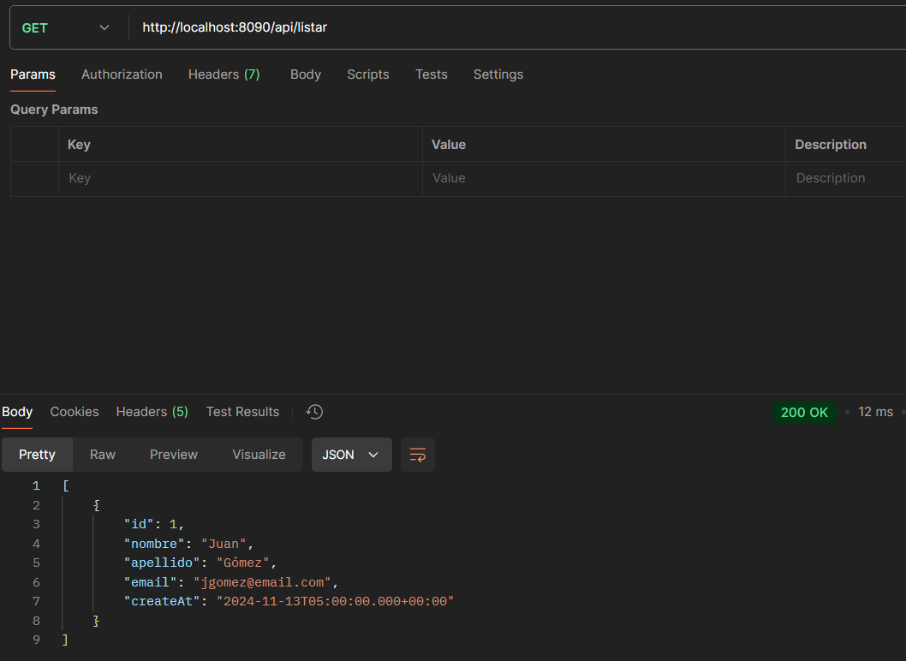 GET http://localhost:8090/api/listar
Params Authorization Headers (7) Body Scripts Tests Settings
Query Params
Key Value Description
Key Value Description
Body Cookies Headers (5) Test Results 200 OK • 12 ms •
Pretty Raw Preview Visualize JSON
1 [
2 {
3 "id": 1,
4 "nombre": "Juan",
5 "apellido": "Gómez",
6 "email": "jgomez@email.com",
7 "createAt": "2024-11-13T05:00:00.000+00:00"
8 }
9 ]